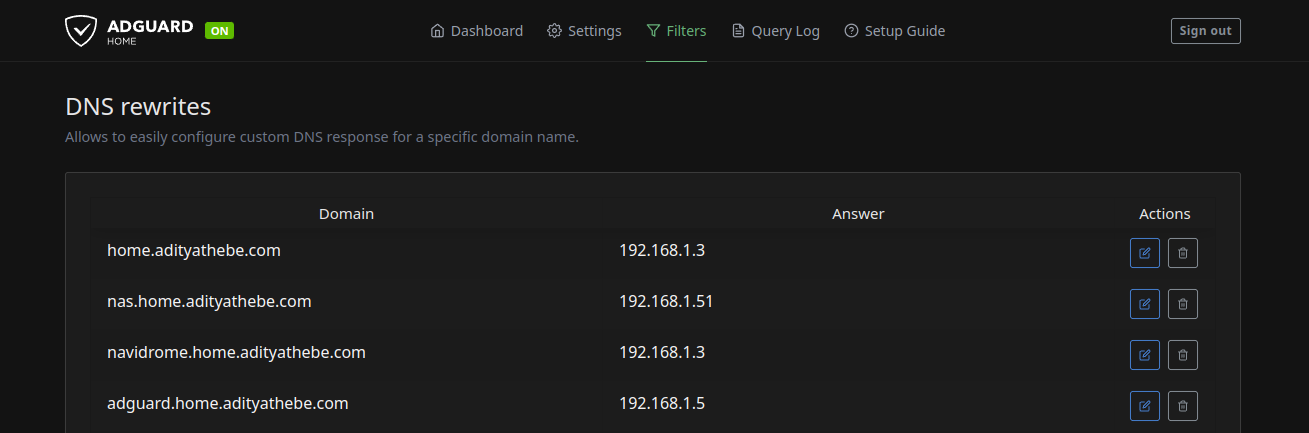 ADGUARD
HOME
ON
Dashboard
Settings
Filters
Query Log
Setup Guide
Sign out
DNS rewrites
Allows to easily configure custom DNS response for a specific domain name.
Domain Answer Actions
home.adityathebe.com 192.168.1.3
nas.home.adityathebe.com 192.168.1.51
navidrome.home.adityathebe.com 192.168.1.3
adguard.home.adityathebe.com 192.168.1.5